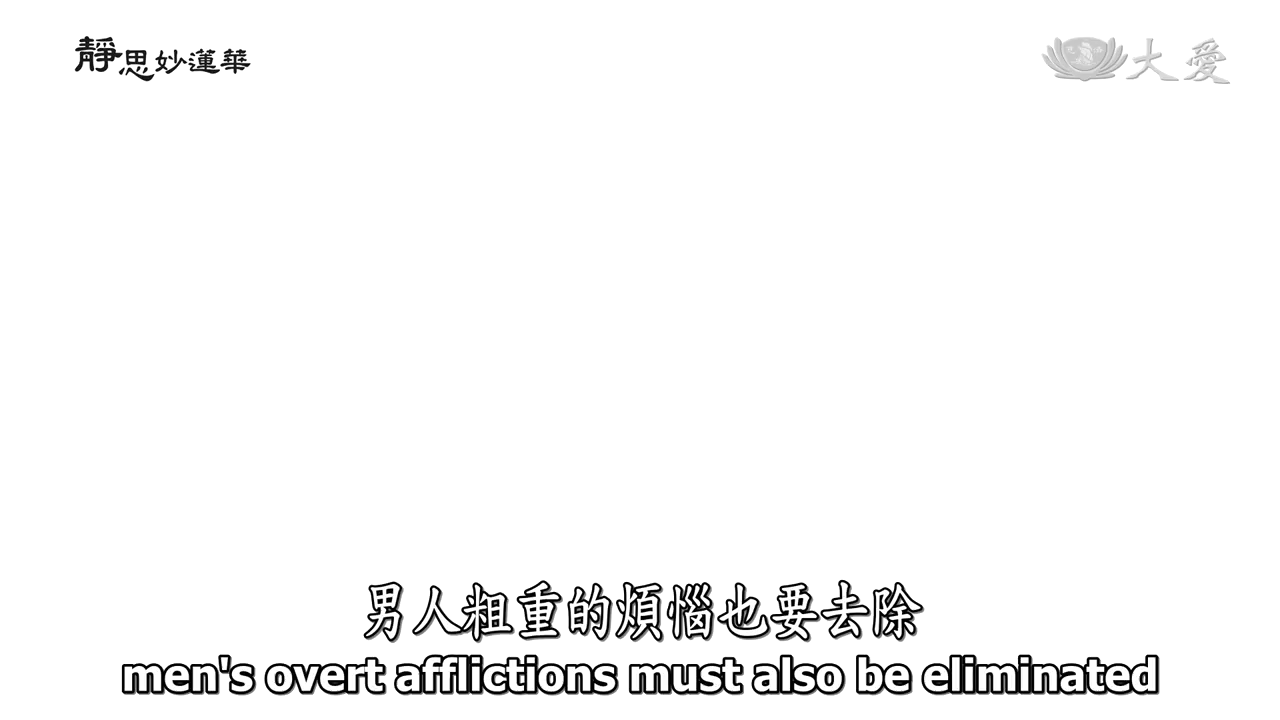 靜思妙蓮華
大愛
男人粗重的煩惱也要去除
men's overt afflictions must also be eliminated